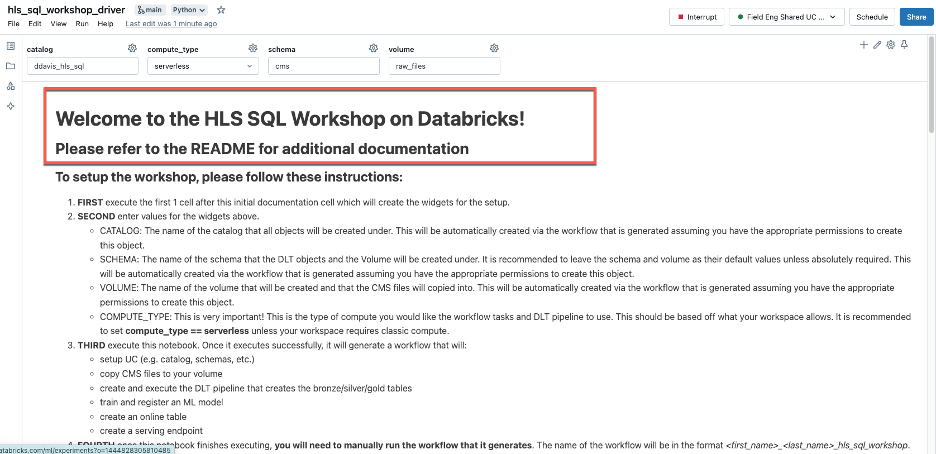 hls_sql_workshop_driver main Python
File Edit View Run Help Last edit was 1 minute ago
Interrupt Field Eng Shared UC ... Schedule Share
catalog compute_type schema volume
ddavis_hls_sql serverless cms raw_files
Welcome to the HLS SQL Workshop on Databricks!
Please refer to the README for additional documentation
To setup the workshop, please follow these instructions:
1. FIRST execute the first 1 cell after this initial documentation cell which will create the widgets for the setup.
2. SECOND enter values for the widgets above.
CATALOG: The name of the catalog that all objects will be created under. This will be automatically created via the workflow that is generated assuming you have the appropriate permissions to create
this object.
SCHEMA: The name of the schema that the DLT objects and the Volume will be created under. It is recommended to leave the schema and volume as their default values unless absolutely required. This
will be automatically created via the workflow that is generated assuming you have the appropriate permissions to create this object.
VOLUME: The name of the volume that will be created and that the CMS files will copied into. This will be automatically created via the workflow that is generated assuming you have the appropriate
permissions to create this object.
COMPUTE_TYPE: This is very important! This is the type of compute you would like the workflow tasks and DLT pipeline to use. This should be based off what your workspace allows. It is recommended
to set compute_type == serverless unless your workspace requires classic compute.
3. THIRD execute this notebook. Once it executes successfully, it will generate a workflow that will:
setup UC (e.g. catalog, schemas, etc.)
copy CMS files to your volume
create and execute the DLT pipeline that creates the bronze/silver/gold tables
train and register an ML model
create an online table
create a serving endpoint
4. FOURTH once this notebook finishes executing, you will need to manually run the workflow that it generates. The name of the workflow will be in the format <first_name>_<last_name>_hls_sql_workshop.
atabricks.com/ml/experiments?o=1444828305810485